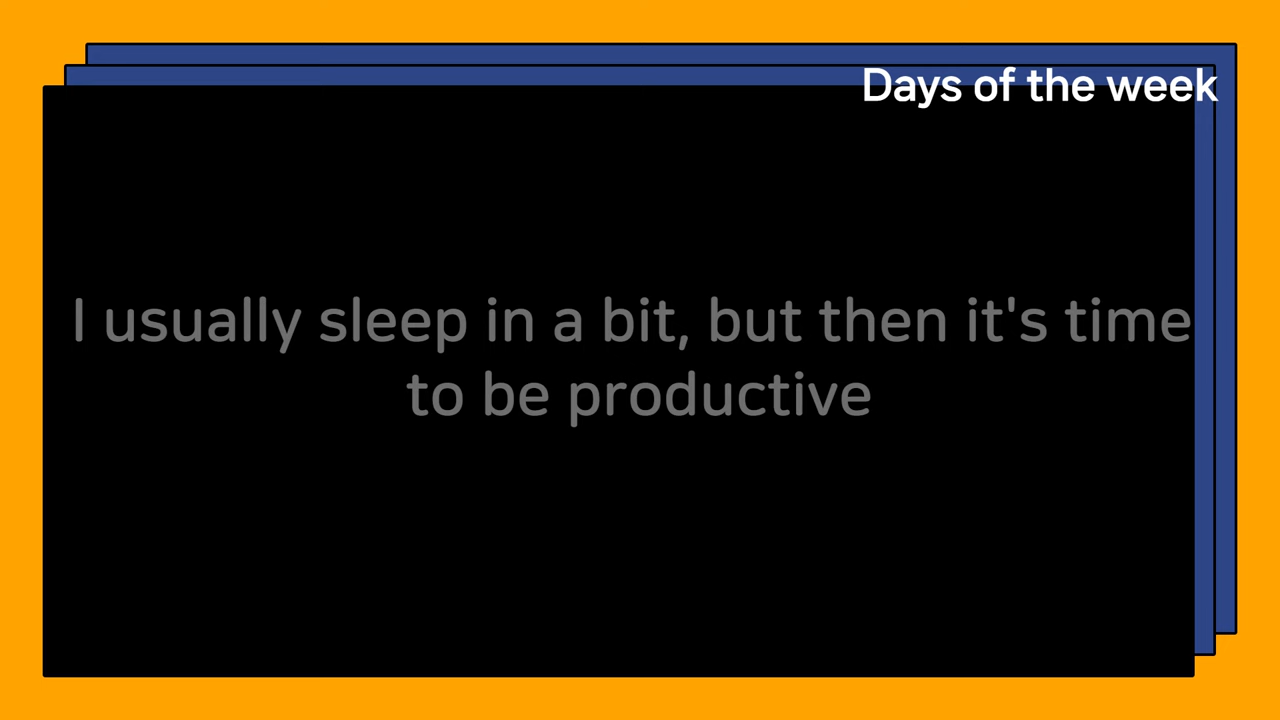 Days of the week
I usually sleep in a bit, but then it's time
to be productive